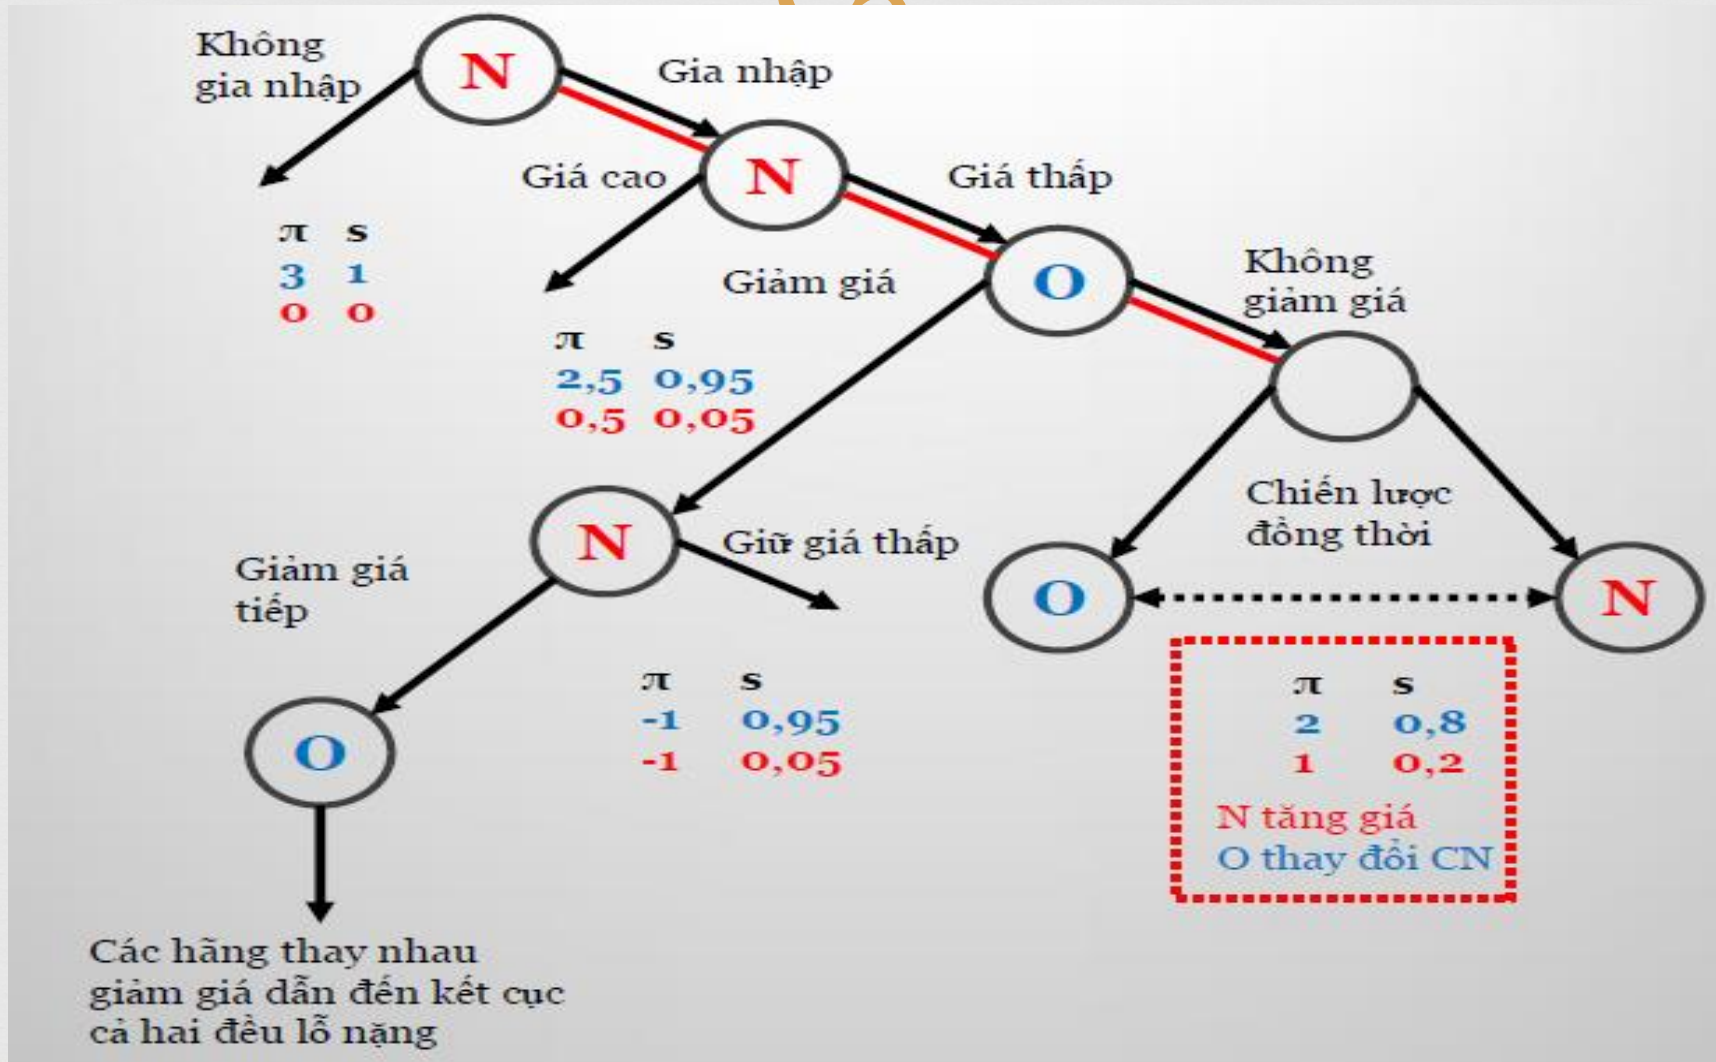 Không
gia nhập
N
Gia nhập
Giá cao
N
Giá thấp
π s
3 1
0 0
Giảm giá
O
Không
giảm giá
π s
2,5 0,95
0,5 0,05
N
Giữ giá thấp
Chiến lược
đồng thời
Giảm giá
tiếp
O
N
π s
-1 0,95
-1 0,05
π s
2 0,8
1 0,2
N tăng giá
O thay đổi CN
O
Các hãng thay nhau
giảm giá dẫn đến kết cục
cả hai đều lỗ nặng